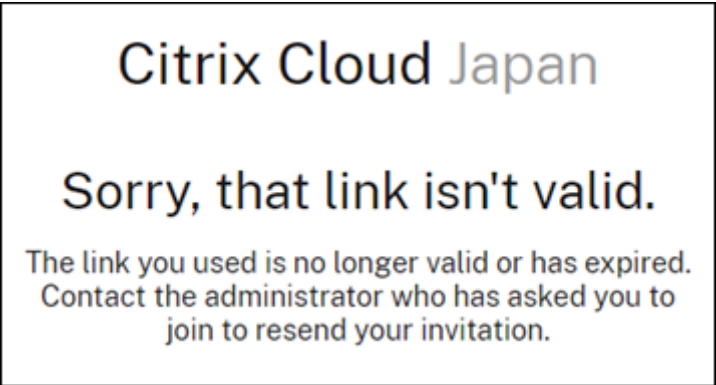 Citrix Cloud Japan
Sorry, that link isn't valid.
The link you used is no longer valid or has expired.
Contact the administrator who has asked you to
join to resend your invitation.